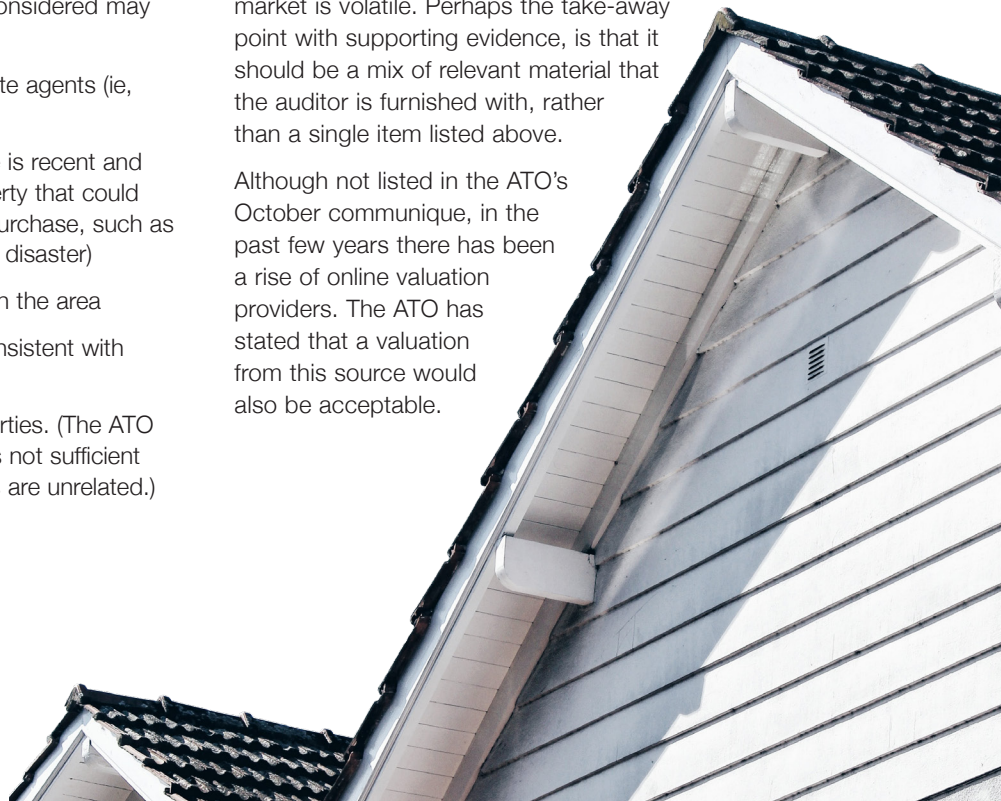 onsidered may
te agents (ie,
is recent and
erty that could
urchase, such as
disaster)
n the area
nsistent with
rties. (The ATO
s not sufficient
are unrelated.)
market is volatile. Perhaps the take-away
point with supporting evidence, is that it
should be a mix of relevant material that
the auditor is furnished with, rather
than a single item listed above.
Although not listed in the ATO’s
October communique, in the
past few years there has been
a rise of online valuation
providers. The ATO has
stated that a valuation
from this source would
also be acceptable.